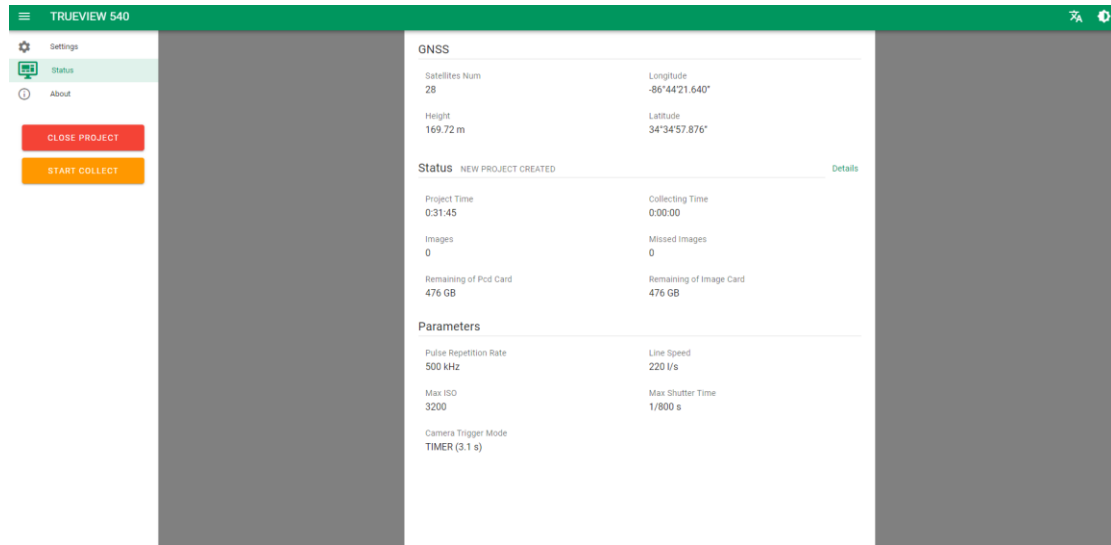 TRUEVIEW 540
Settings
Status
About
CLOSE PROJECT
START COLLECT
GNSS
Satellites Num
28
Longitude
-86°44'21.640"
Height
169.72 m
Latitude
34°34'57.876"
Status NEW PROJECT CREATED Details
Project Time
0:31:45
Collecting Time
0:00:00
Images
0
Missed Images
0
Remaining of Pcd Card
476 GB
Remaining of Image Card
476 GB
Parameters
Pulse Repetition Rate
500 kHz
Line Speed
220 l/s
Max ISO
3200
Max Shutter Time
1/800 s
Camera Trigger Mode
TIMER (3.1 s)